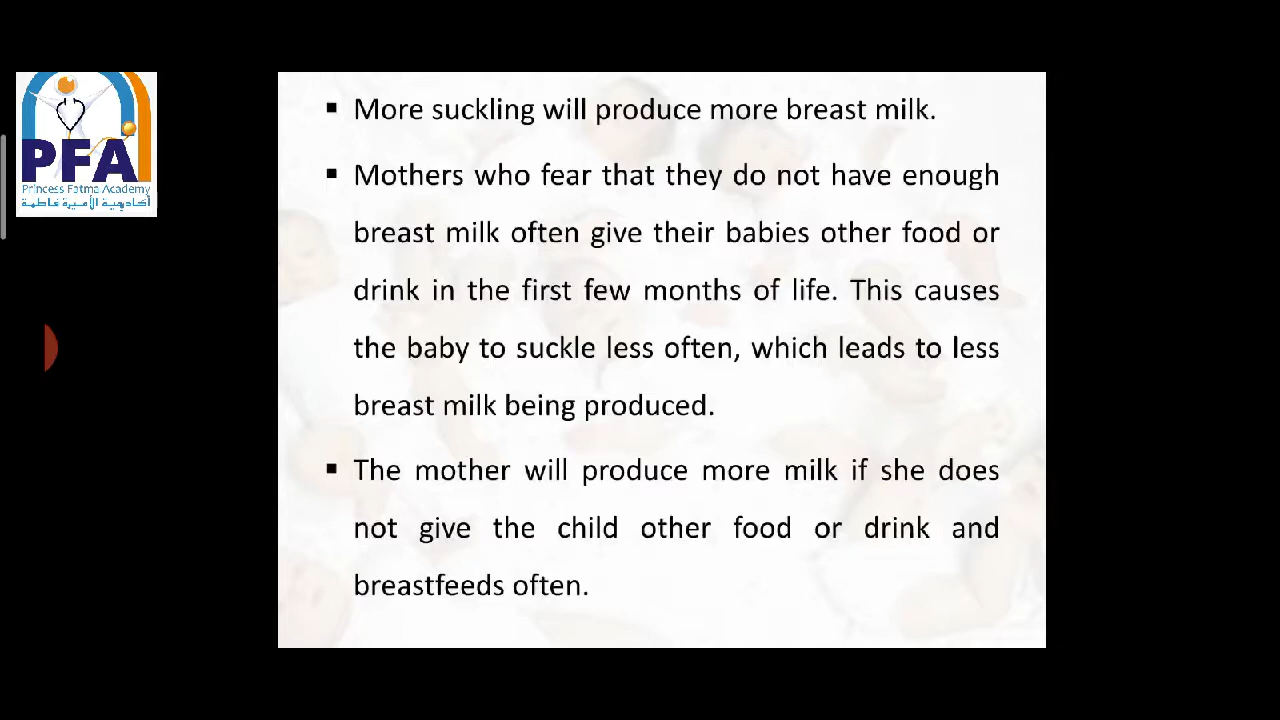 PFA
Princess Fatma Academy
أكاديمية الأميرة فاطمة
▪ More suckling will produce more breast milk.
▪ Mothers who fear that they do not have enough
breast milk often give their babies other food or
drink in the first few months of life. This causes
the baby to suckle less often, which leads to less
breast milk being produced.
▪ The mother will produce more milk if she does
not give the child other food or drink and
breastfeeds often.